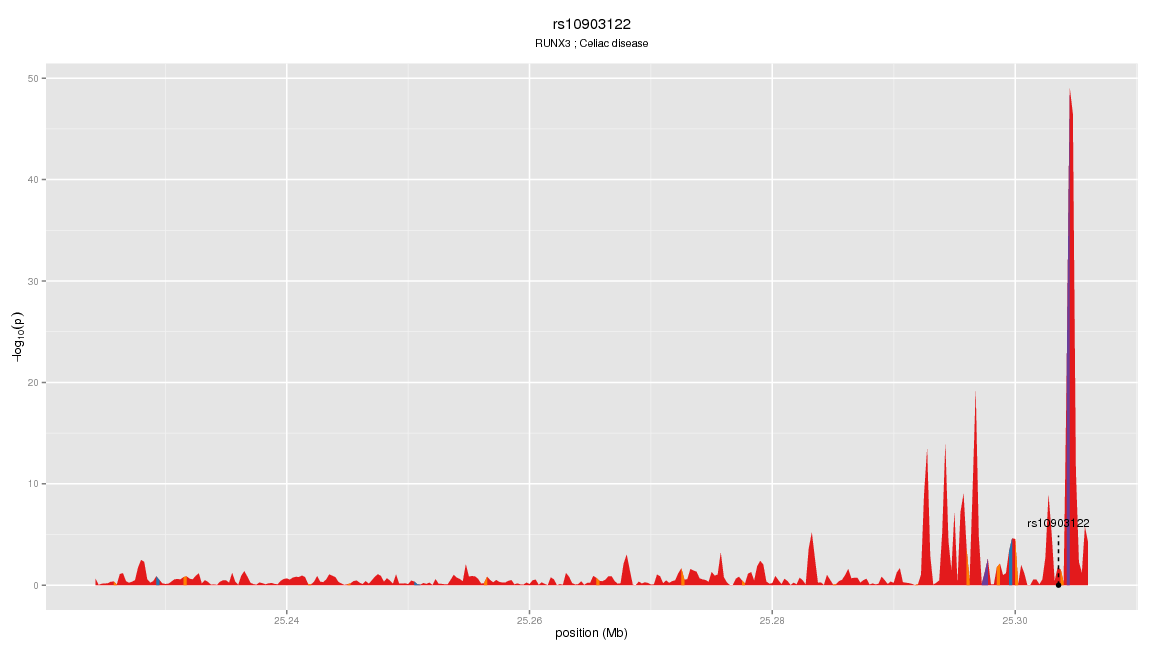 rs10903122
RUNX3 ; Celiac disease
50
40
30
20
10
0
−log10(p)
rs10903122
25.24
25.26
25.28
25.30
position (Mb)